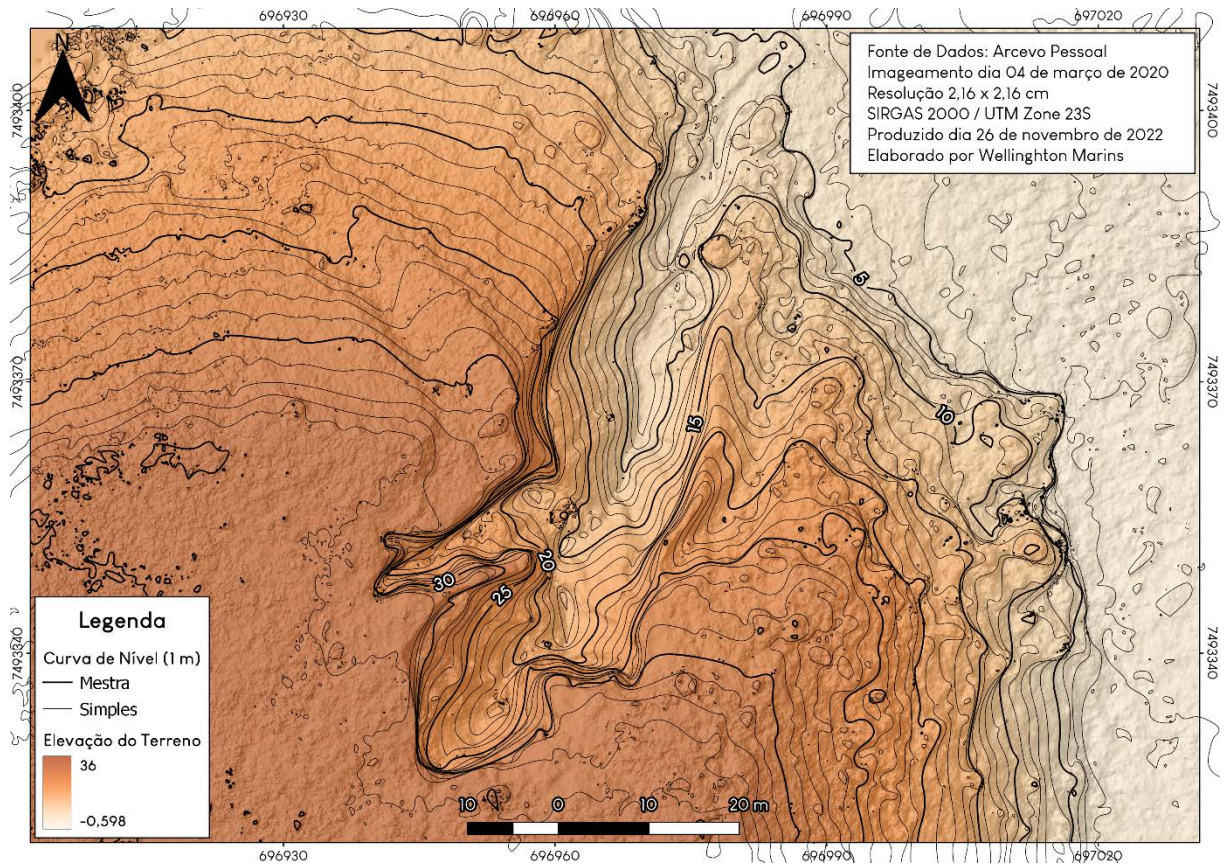 696930
696960
696990
697020
N
Fonte de Dados: Arcevo Pessoal
Imageamento dia 04 de março de 2020
Resolução 2,16 x 2,16 cm
SIRGAS 2000 / UTM Zone 23S
Produzido dia 26 de novembro de 2022
Elaborado por Wellinghton Marins
7493400
7493400
5
7493370
7493370
10
15
20
30
25
7493340
7493340
Legenda
Curva de Nível (1 m)
Mestra
Simples
Elevação do Terreno
36
-0,598
10 0 10 20 m
696930
696960
696990
697020